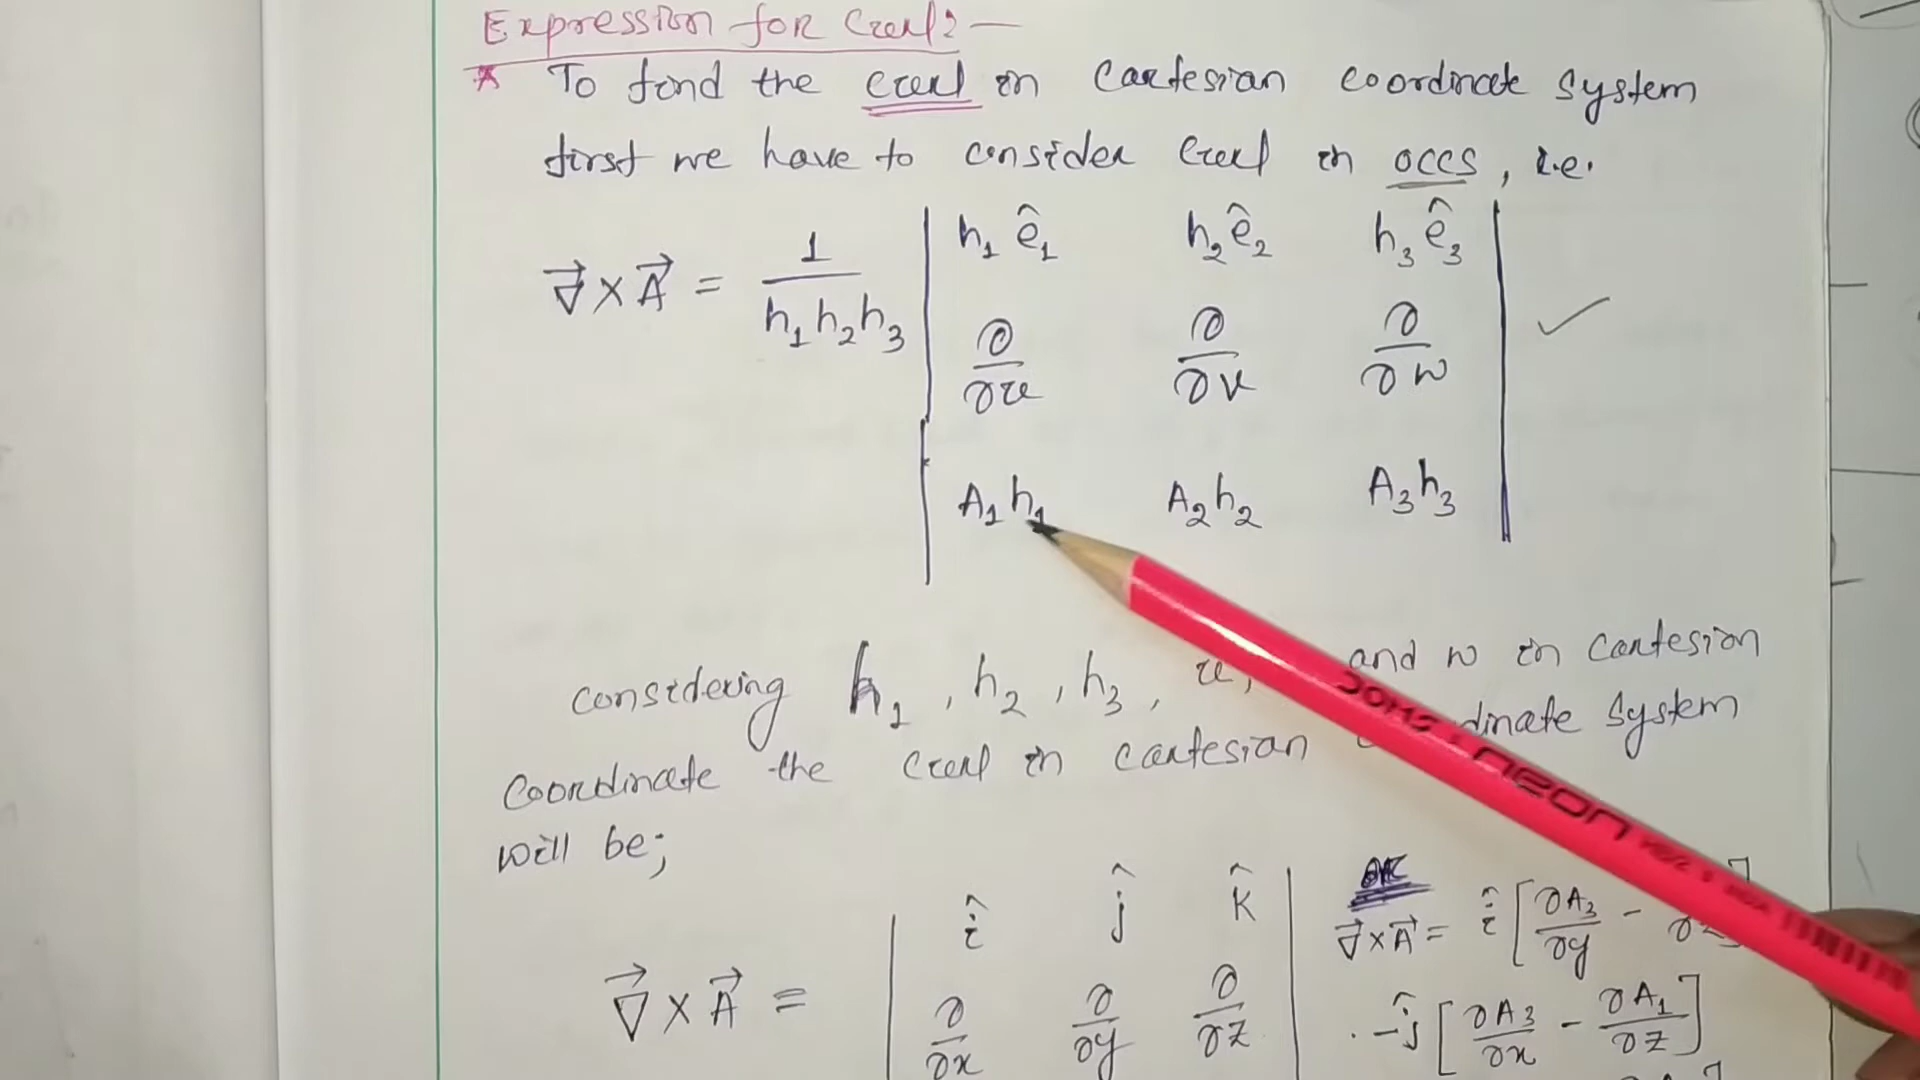 Expression for Curl:-
* To find the curl in Cartesian coordinate system
first we have to consider Curl in OCCS, i.e.
∇⃗ × A⃗ = 1 / h₁h₂h₃ | h₁ê₁ h₂ê₂ h₃ê₃ |
∂/∂u ∂/∂v ∂/∂w
A₁h₁ A₂h₂ A₃h₃
considering h₁, h₂, h₃, u, and w in cartesion
Coordinate the Curl in cartesian dinate system
will be;
∇⃗ × A⃗ = | î ĵ k̂ |
∂/∂x ∂/∂y ∂/∂z
∇⃗×A⃗ = î [ ∂A₃/∂y -
-ĵ [ ∂A₃/∂x - ∂A₁/∂z ]
DOMS neon